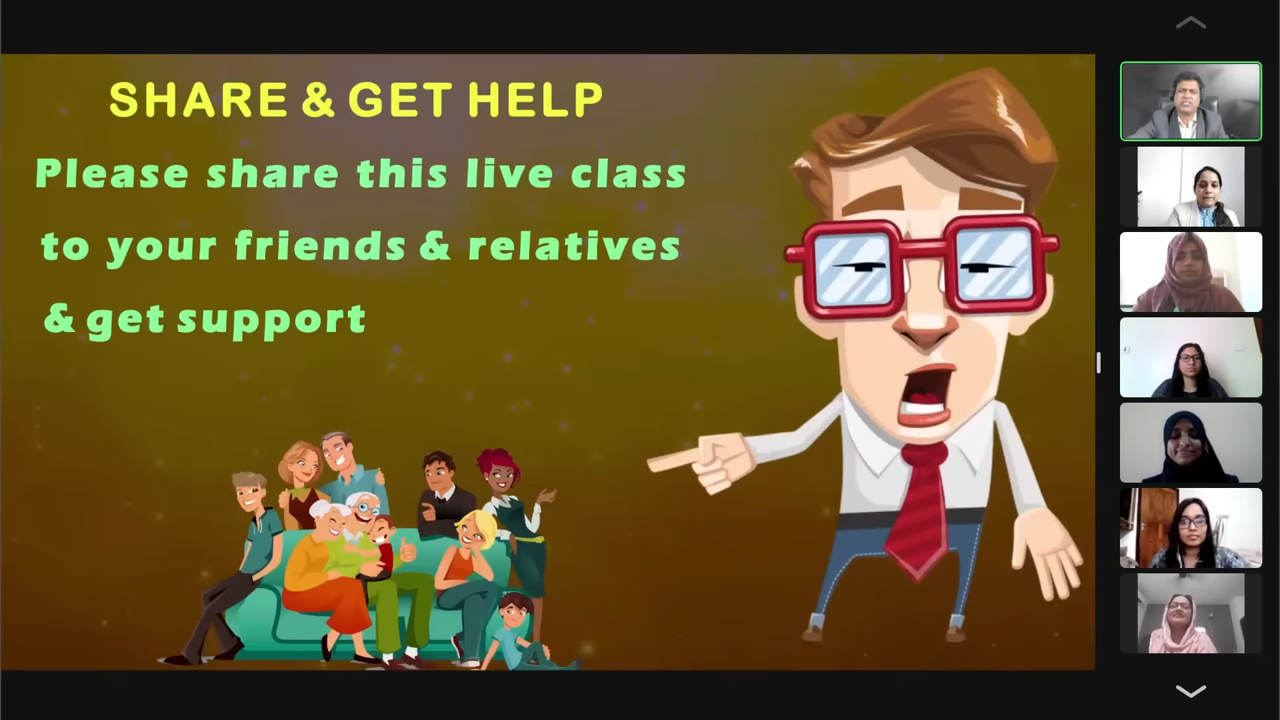 SHARE & GET HELP
Please share this live class
to your friends & relatives
& get support